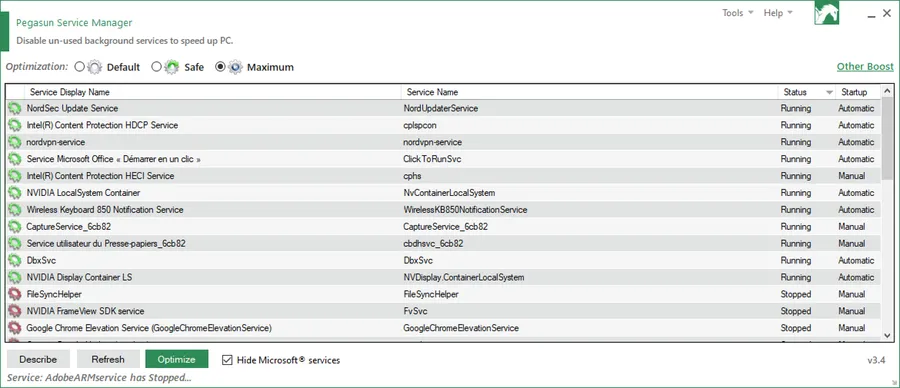 Pegasun Service Manager
Tools Help
Disable un-used background services to speed up PC.
Optimization: Default Safe Maximum Other Boost
Service Display Name Service Name Status Startup
NordSec Update Service NordUpdaterService Running Automatic
Intel(R) Content Protection HDCP Service cplspcon Running Automatic
nordvpn-service nordvpn-service Running Automatic
Service Microsoft Office « Démarrer en un clic » ClickToRunSvc Running Automatic
Intel(R) Content Protection HECI Service cphs Running Manual
NVIDIA LocalSystem Container NvContainerLocalSystem Running Automatic
Wireless Keyboard 850 Notification Service WirelessKB850NotificationService Running Automatic
CaptureService_6cb82 CaptureService_6cb82 Running Manual
Service utilisateur du Presse-papiers_6cb82 cbdhsvc_6cb82 Running Manual
DbxSvc DbxSvc Running Automatic
NVIDIA Display Container LS NVDisplay.ContainerLocalSystem Running Automatic
FileSyncHelper FileSyncHelper Stopped Manual
NVIDIA FrameView SDK service FvSvc Stopped Manual
Google Chrome Elevation Service (GoogleChromeElevationService) GoogleChromeElevationService Stopped Manual
Describe Refresh Optimize Hide Microsoft® services v3.4
Service: AdobeARMservice has Stopped...